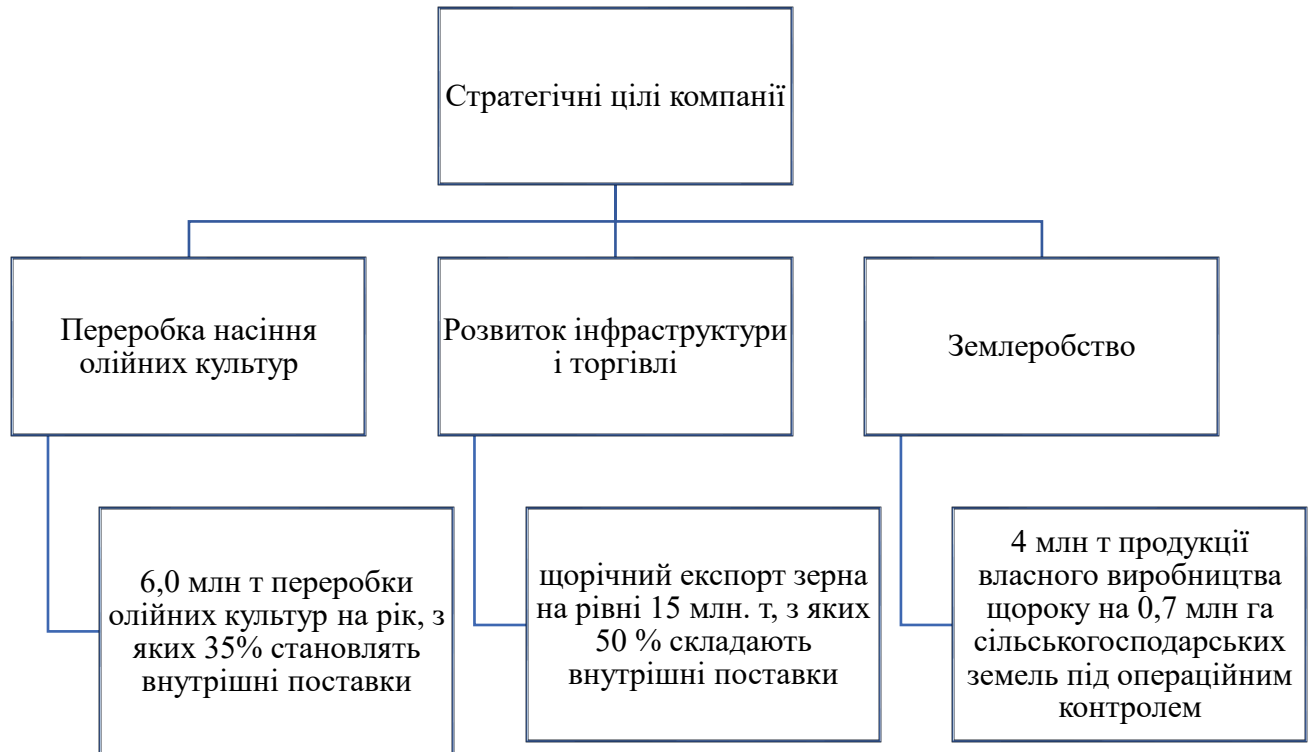 Стратегічні цілі компанії
Переробка насіння
олійних культур
Розвиток інфраструктури
і торгівлі
Землеробство
6,0 млн т переробки
олійних культур на рік, з
яких 35% становлять
внутрішні поставки
щорічний експорт зерна
на рівні 15 млн. т, з яких
50 % складають
внутрішні поставки
4 млн т продукції
власного виробництва
щороку на 0,7 млн га
сільськогосподарських
земель під операційним
контролем